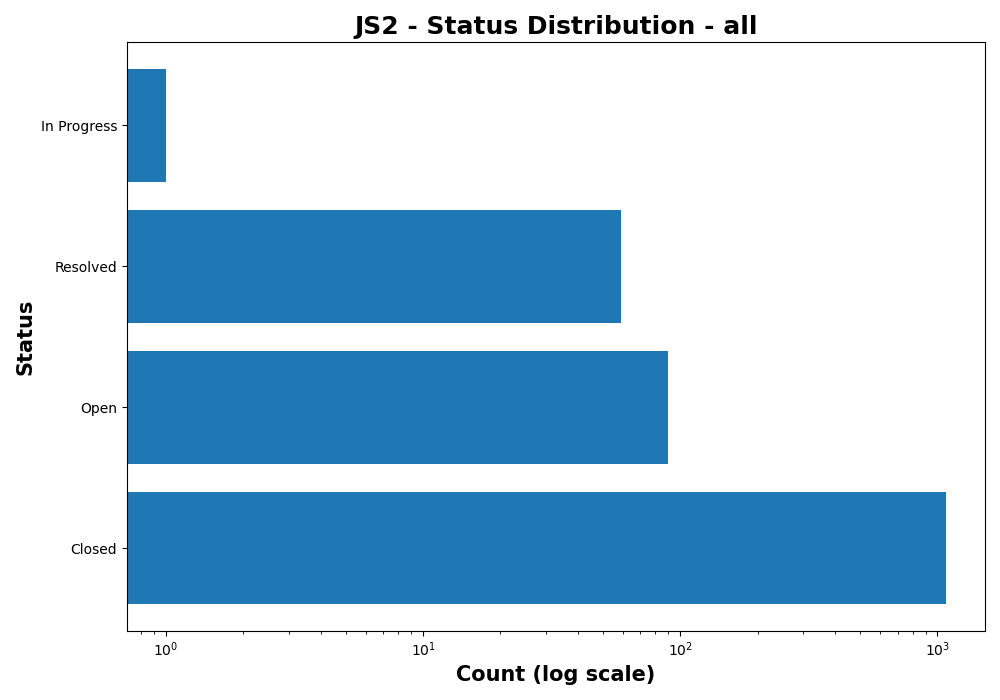 JS2 - Status Distribution - all
In Progress
Resolved
Open
Closed
Status
10⁰ 10¹ 10² 10³
Count (log scale)